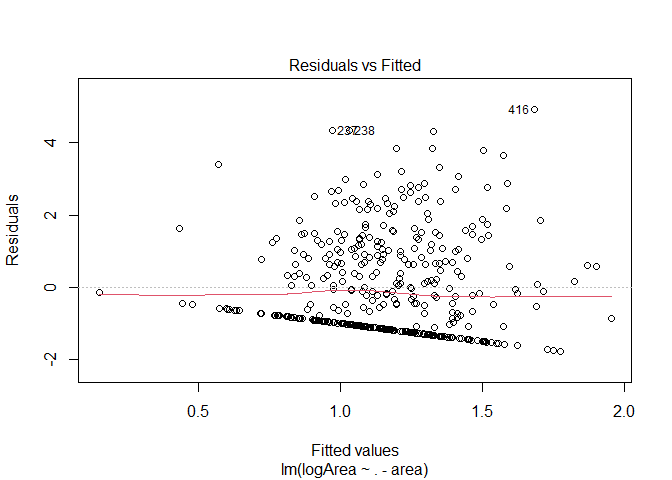 Residuals vs Fitted
Residuals
4
2
0
-2
416
237
238
0.5 1.0 1.5 2.0
Fitted values
lm(logArea ~ . - area)